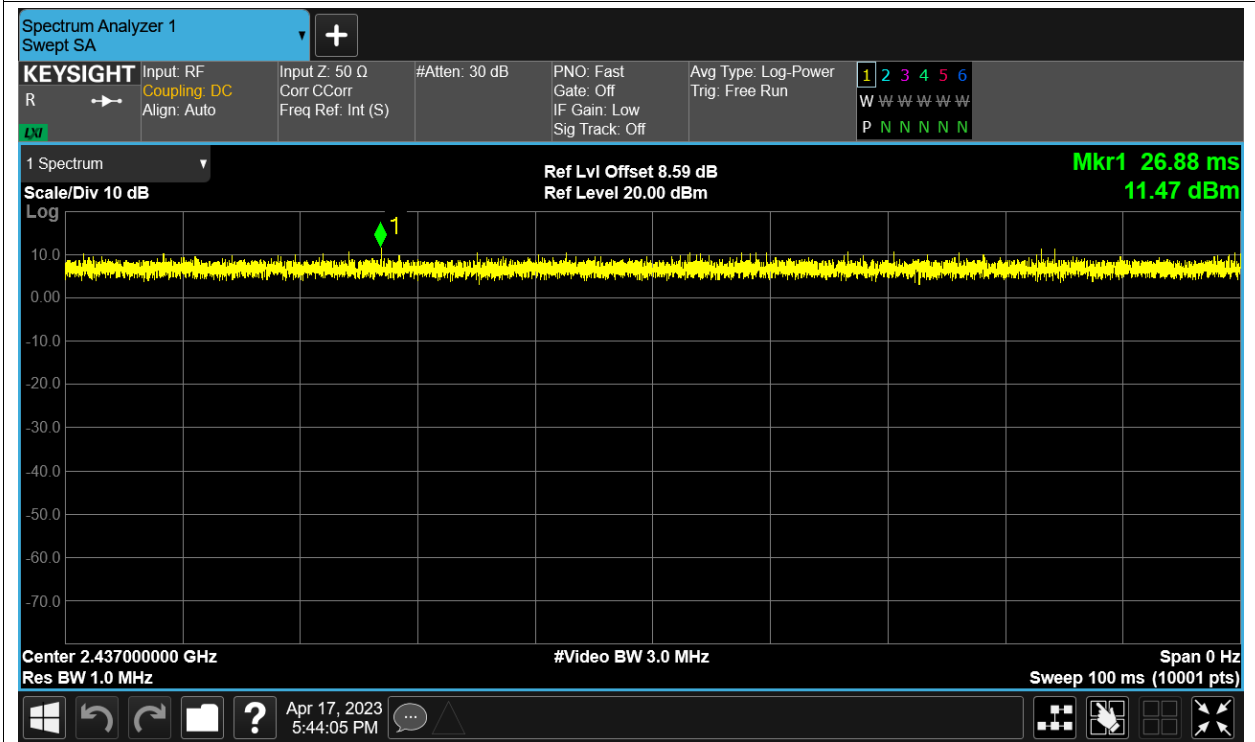 Spectrum Analyzer 1
Swept SA
KEYSIGHT
R
LXI
Input: RF
Coupling: DC
Align: Auto
Input Z: 50 Ω
Corr CCorr
Freq Ref: Int (S)
#Atten: 30 dB
PNO: Fast
Gate: Off
IF Gain: Low
Sig Track: Off
Avg Type: Log-Power
Trig: Free Run
1 2 3 4 5 6
W W W W W W
P N N N N N
1 Spectrum
Scale/Div 10 dB
Ref Lvl Offset 8.59 dB
Ref Level 20.00 dBm
Mkr1 26.88 ms
11.47 dBm
Log
1
10.0
0.00
-10.0
-20.0
-30.0
-40.0
-50.0
-60.0
-70.0
Center 2.437000000 GHz
#Video BW 3.0 MHz
Span 0 Hz
Res BW 1.0 MHz
Sweep 100 ms (10001 pts)
?
Apr 17, 2023
5:44:05 PM